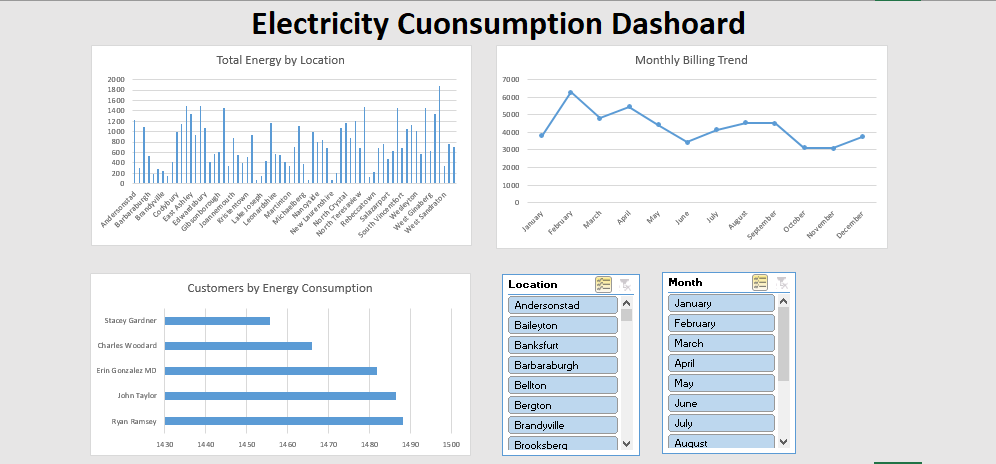 Electricity Cuonsumption Dashoard
Total Energy by Location
2000
1800
1600
1400
1200
1000
800
600
400
200
0
Andersonstad
Barbaraburgh
Brandyville
Codybury
East Ashley
Edwardsbury
Gibsonborough
Joannemouth
Kristentown
Lake Joseph
Leonardshire
Martinton
Michaelberg
Nancyside
New Laurenshire
North Crystal
North Teresaview
Rebeccatown
Salazarport
South Vincentfort
Wesleyton
West Ginaberg
West Sandraton
Monthly Billing Trend
7000
6000
5000
4000
3000
2000
1000
0
January
February
March
April
May
June
July
August
September
October
November
December
Customers by Energy Consumption
Stacey Gardner
Charles Woodard
Erin Gonzalez MD
John Taylor
Ryan Ramsey
1430 1440 1450 1460 1470 1480 1490 1500
Location
Andersonstad
Baileyton
Banksfurt
Barbaraburgh
Bellton
Bergton
Brandyville
Brooksberg
Month
January
February
March
April
May
June
July
August